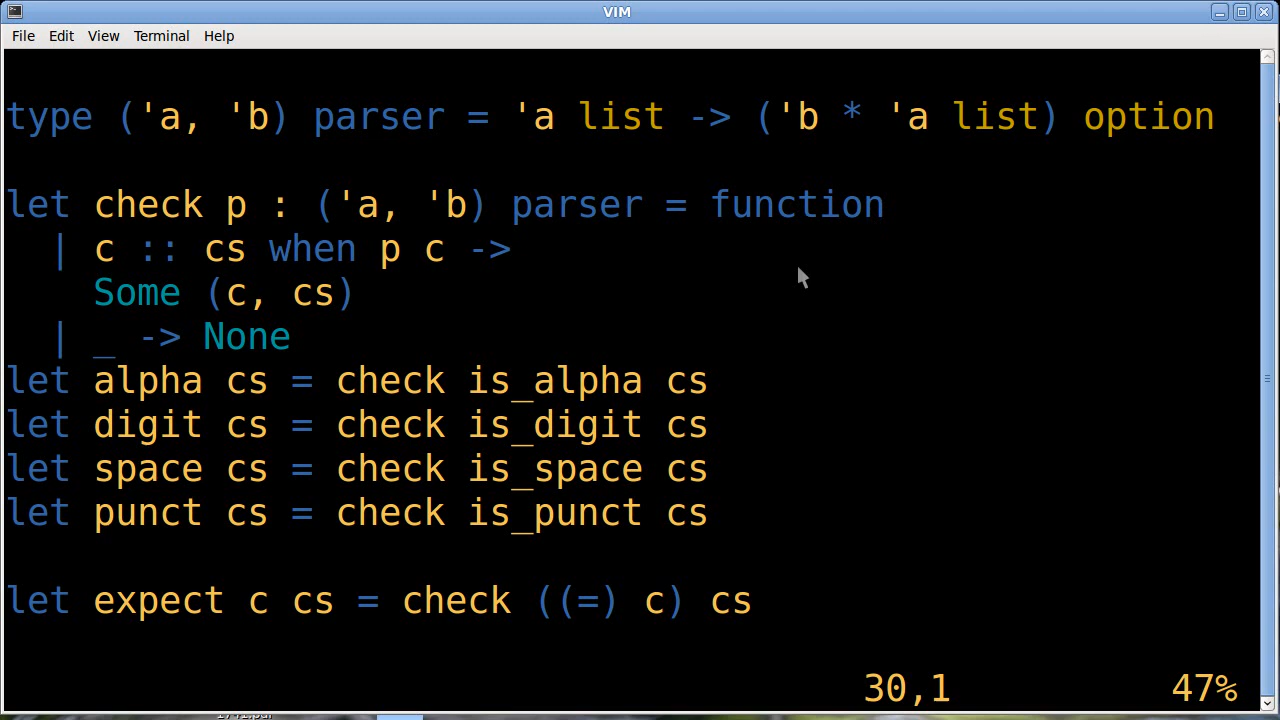 VIM
File Edit View Terminal Help
type ('a, 'b) parser = 'a list -> ('b * 'a list) option
let check p : ('a, 'b) parser = function
  | c :: cs when p c ->
    Some (c, cs)
  | _ -> None
let alpha cs = check is_alpha cs
let digit cs = check is_digit cs
let space cs = check is_space cs
let punct cs = check is_punct cs
let expect c cs = check ((=) c) cs
30,1 47%